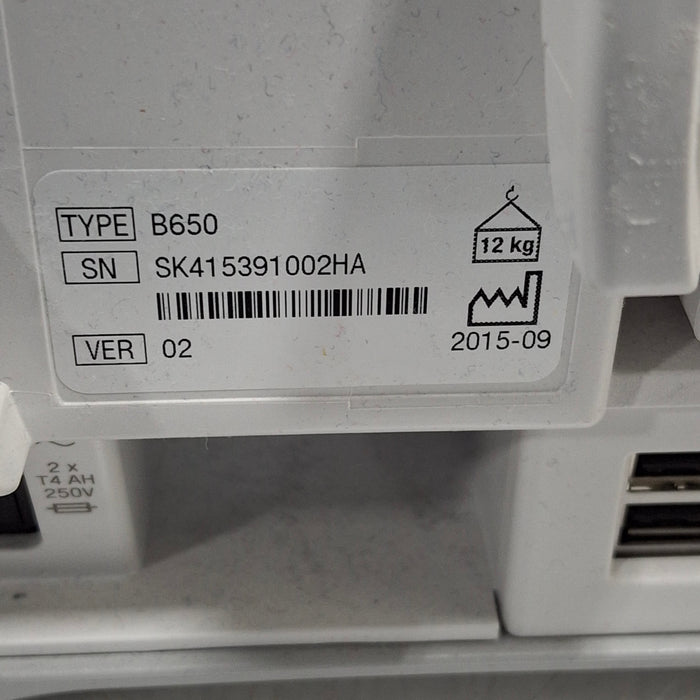 TYPE B650
12 kg
SN SK415391002HA
VER 02
2015-09
2 x
T4 AH
250V